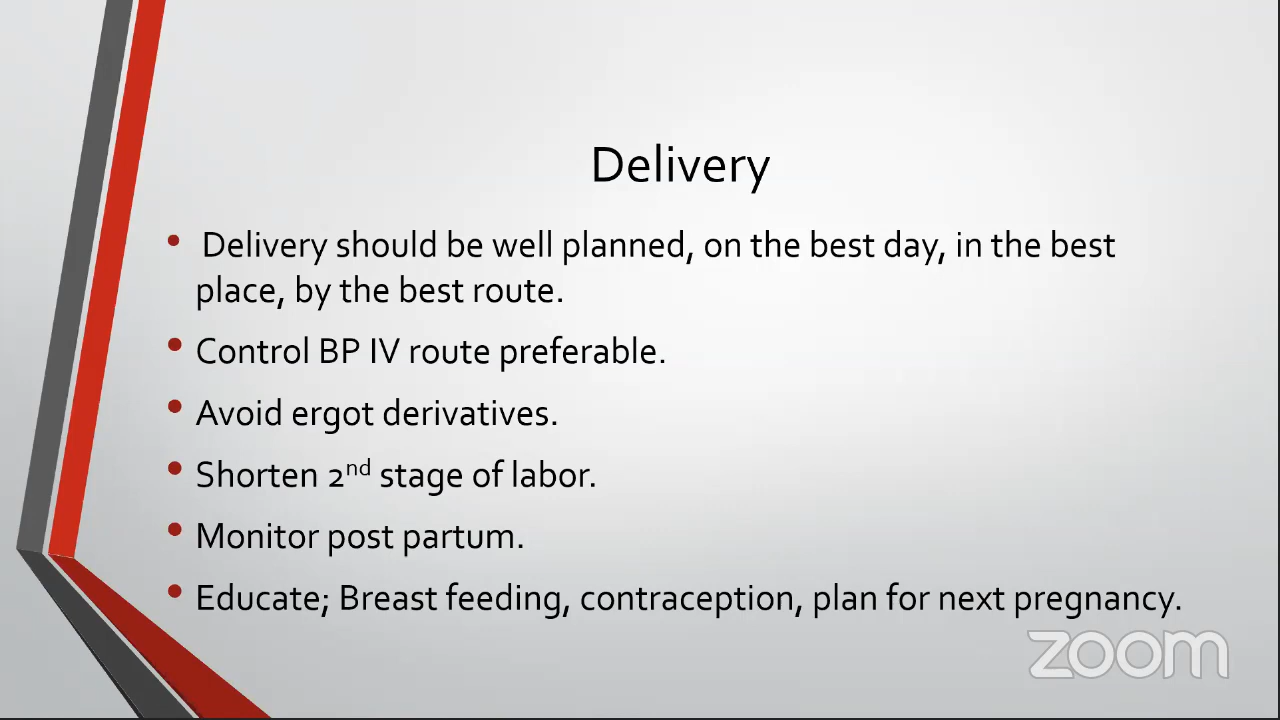 Delivery
• Delivery should be well planned, on the best day, in the best
place, by the best route.
• Control BP IV route preferable.
• Avoid ergot derivatives.
• Shorten 2nd stage of labor.
• Monitor post partum.
• Educate; Breast feeding, contraception, plan for next pregnancy.
zoom